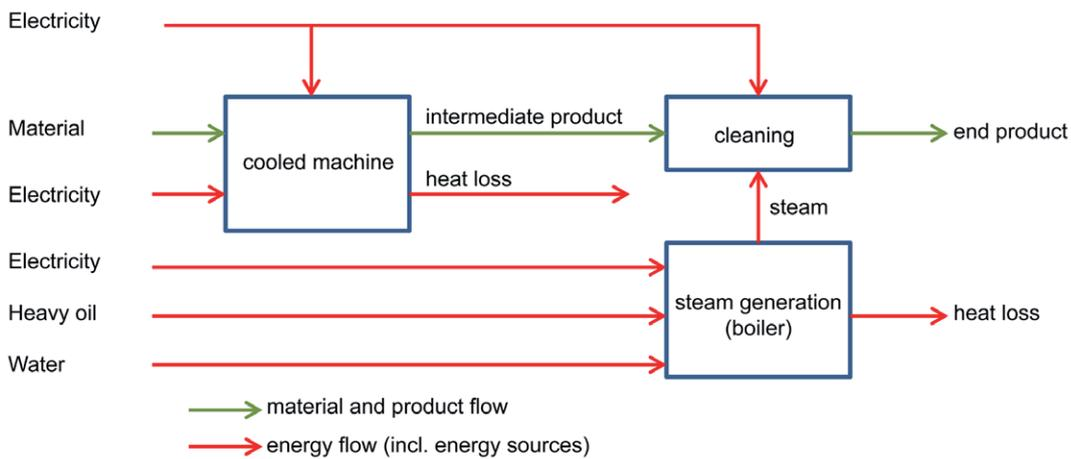 Electricity
Material
intermediate product
cleaning
end product
cooled machine
Electricity
heat loss
steam
Electricity
Heavy oil
steam generation
(boiler)
heat loss
Water
material and product flow
energy flow (incl. energy sources)